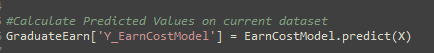 #Calculate Predicted Values on current dataset
GraduateEarn['Y_EarnCostModel'] = EarnCostModel.predict(X)